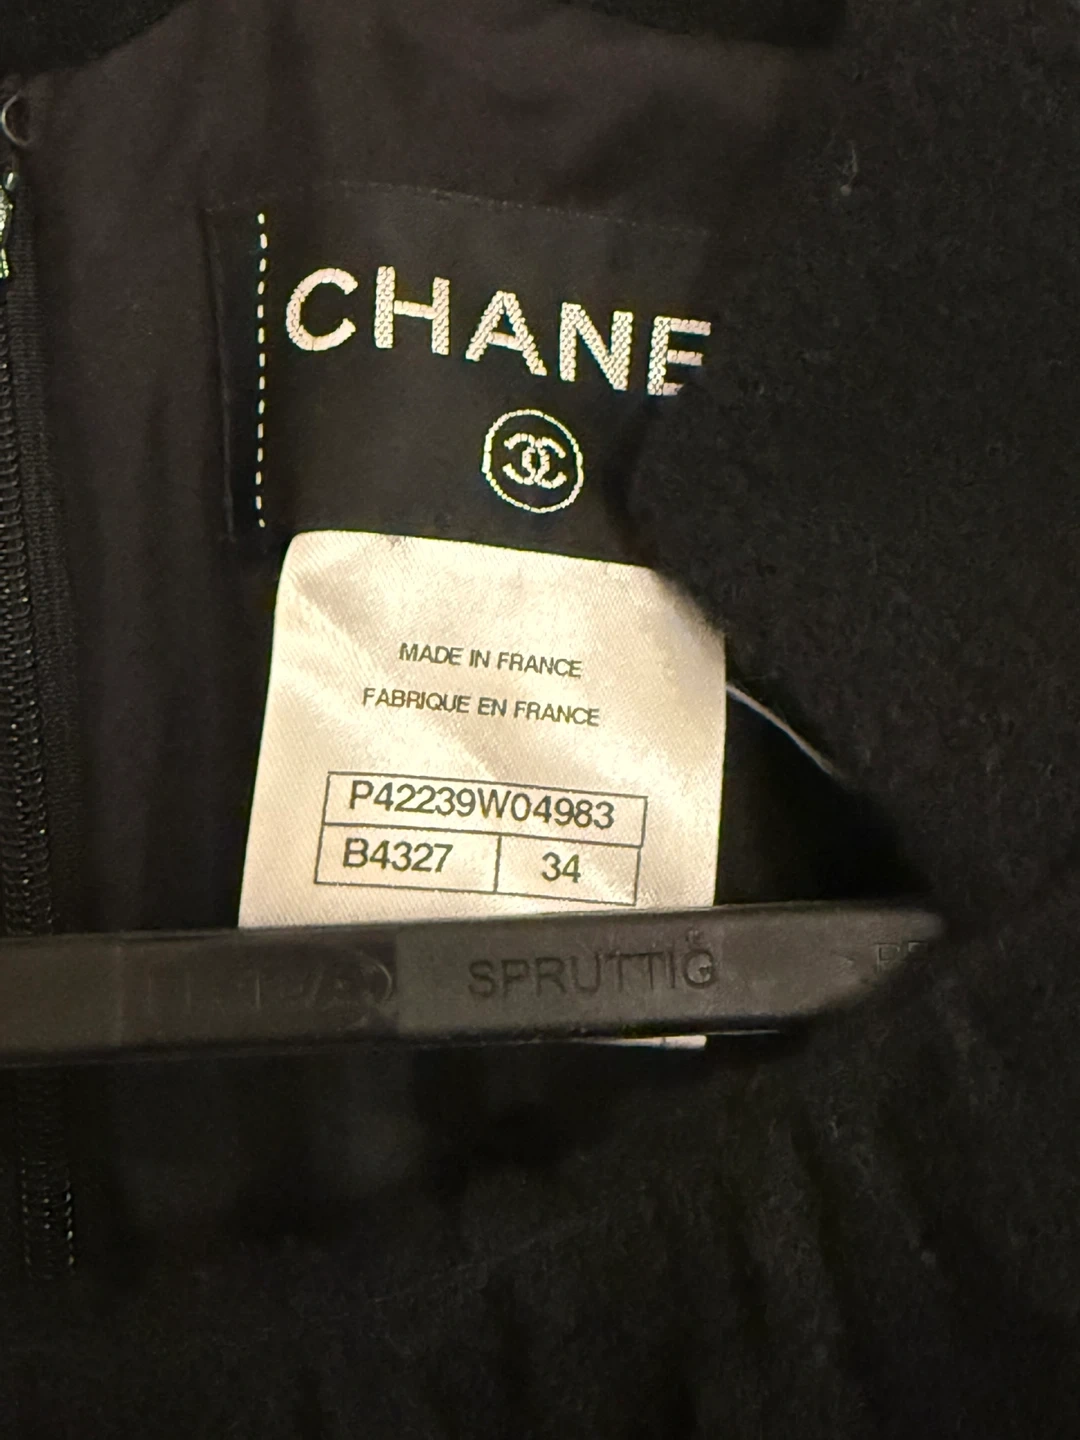 CHANE
MADE IN FRANCE
FABRIQUE EN FRANCE
P42239W04983
B4327 34
SPRUTTIG